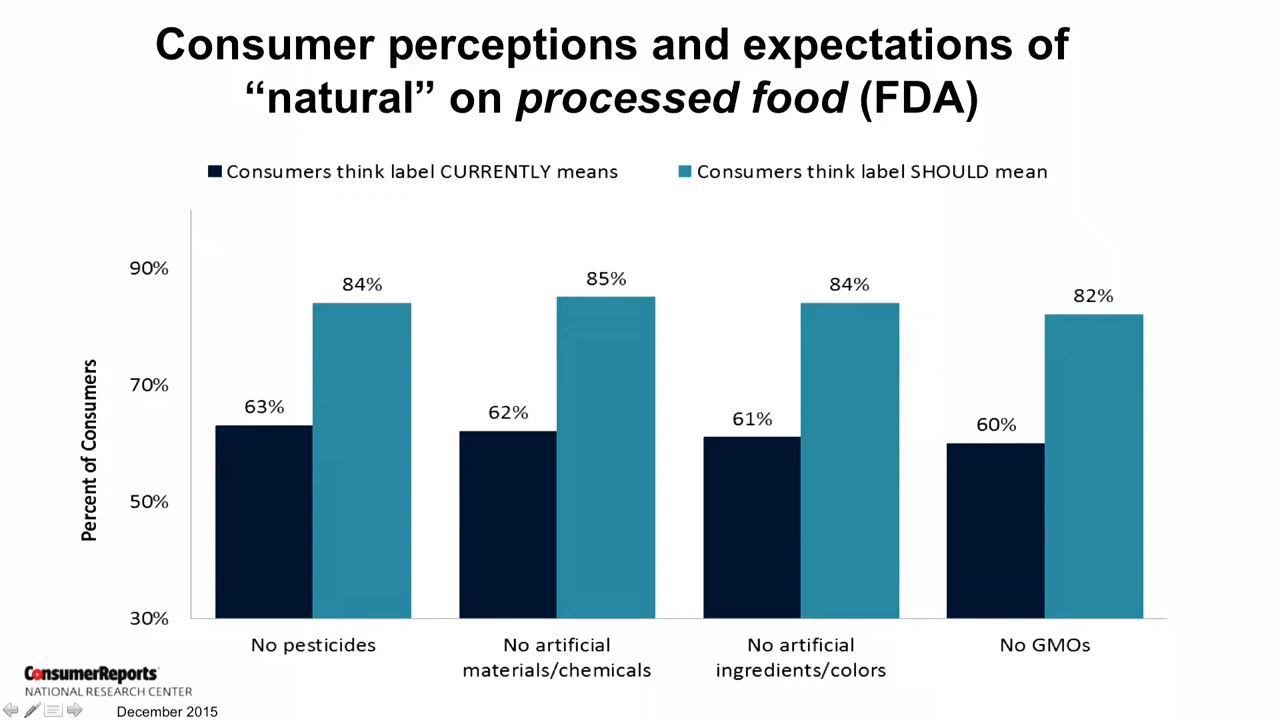 Consumer perceptions and expectations of
“natural” on processed food (FDA)
Consumers think label CURRENTLY means
Consumers think label SHOULD mean
Percent of Consumers
90%
70%
50%
30%
63%
84%
62%
85%
61%
84%
60%
82%
No pesticides
No artificial
materials/chemicals
No artificial
ingredients/colors
No GMOs
ConsumerReports
NATIONAL RESEARCH CENTER
December 2015